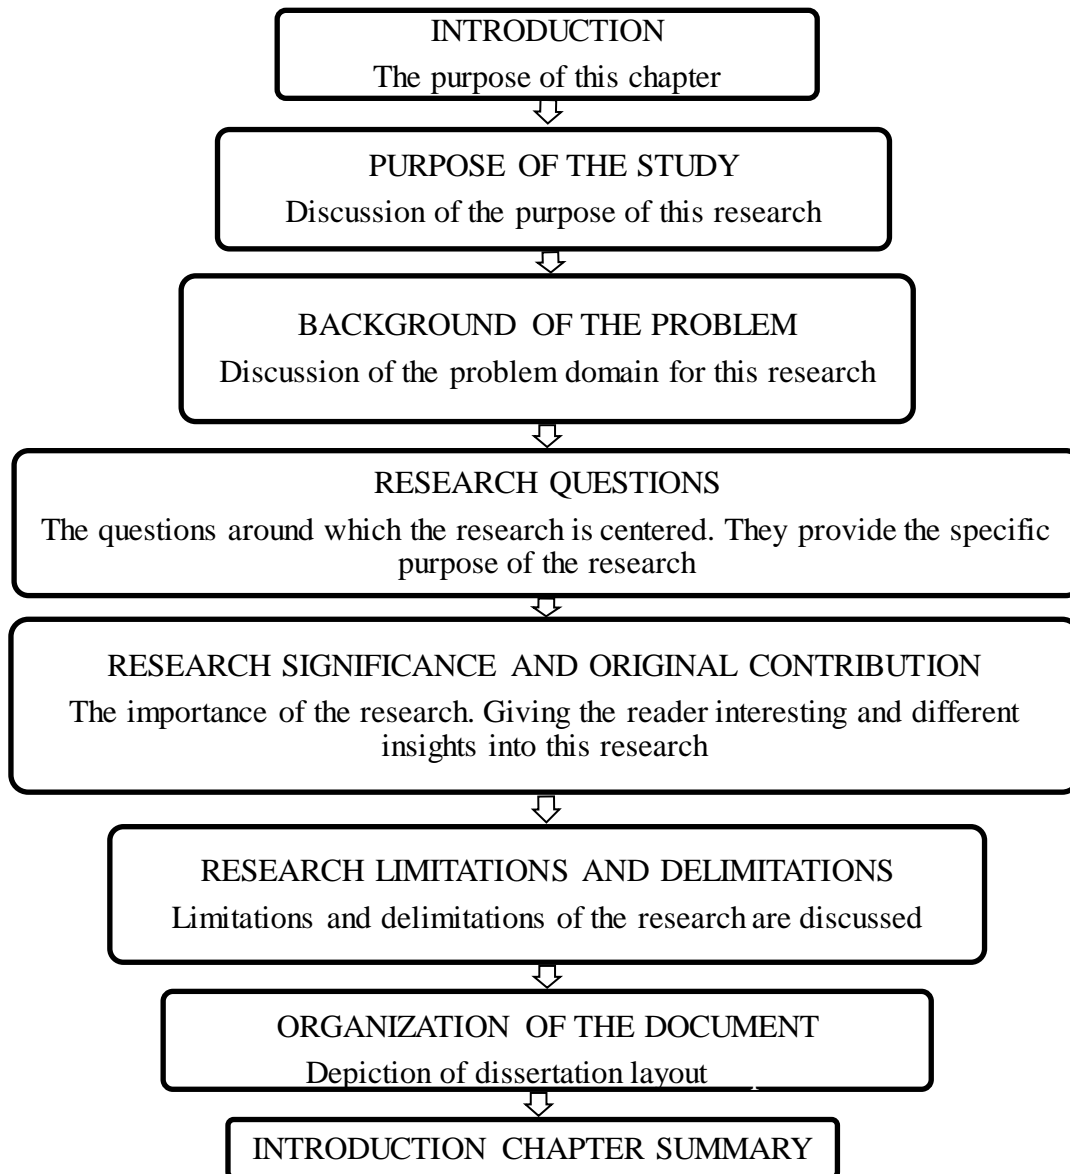 INTRODUCTION
The purpose of this chapter
PURPOSE OF THE STUDY
Discussion of the purpose of this research
BACKGROUND OF THE PROBLEM
Discussion of the problem domain for this research
RESEARCH QUESTIONS
The questions around which the research is centered. They provide the specific
purpose of the research
RESEARCH SIGNIFICANCE AND ORIGINAL CONTRIBUTION
The importance of the research. Giving the reader interesting and different
insights into this research
RESEARCH LIMITATIONS AND DELIMITATIONS
Limitations and delimitations of the research are discussed
ORGANIZATION OF THE DOCUMENT
Depiction of dissertation layout
INTRODUCTION CHAPTER SUMMARY